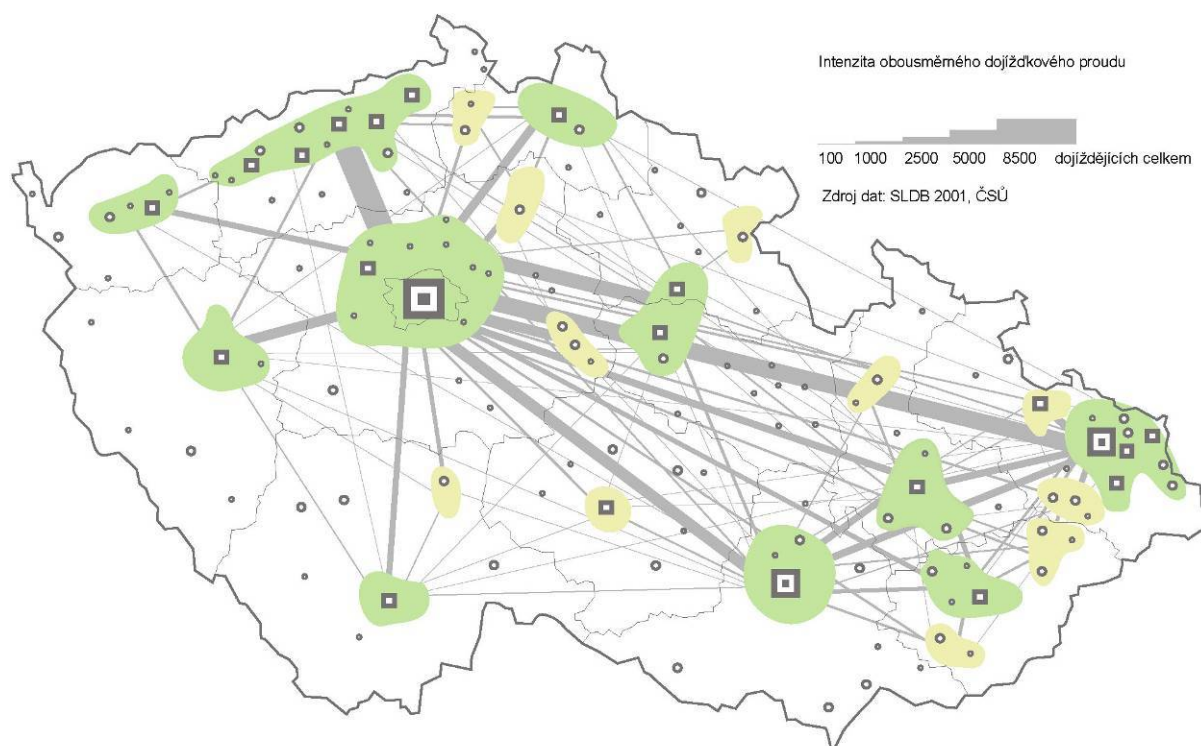 Intenzita obousměrného dojížďkového proudu
100 1000 2500 5000 8500 dojíždějících celkem
Zdroj dat: SLDB 2001, ČSÚ